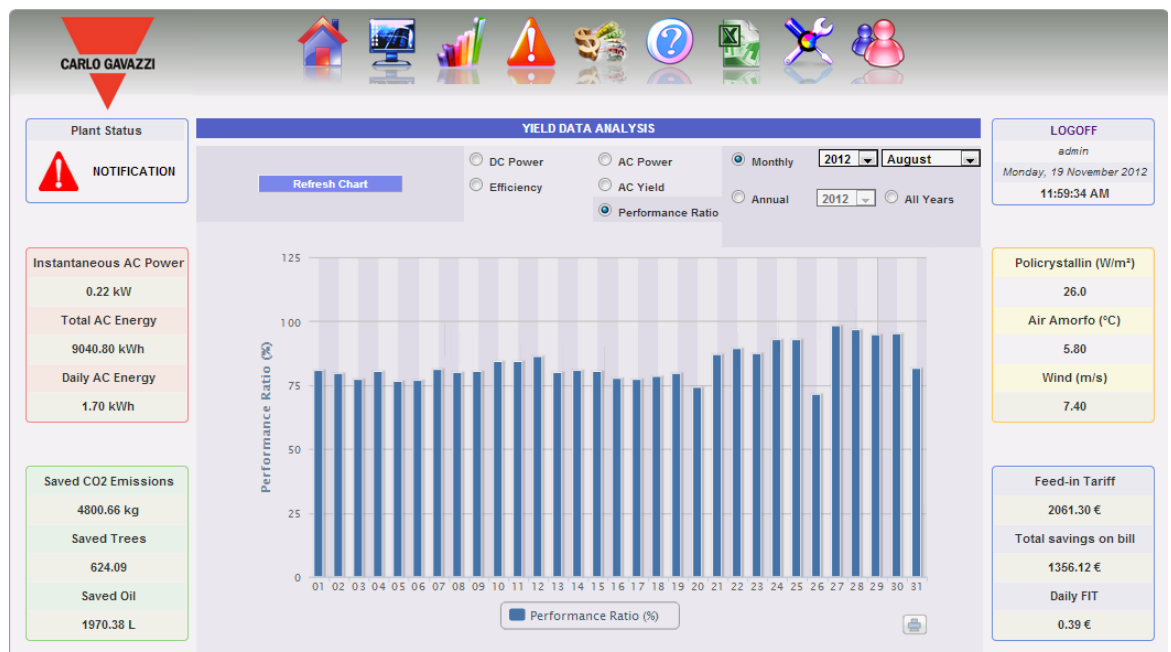 CARLO GAVAZZI
Plant Status
NOTIFICATION
Instantaneous AC Power
0.22 kW
Total AC Energy
9040.80 kWh
Daily AC Energy
1.70 kWh
Saved CO2 Emissions
4800.66 kg
Saved Trees
624.09
Saved Oil
1970.38 L
YIELD DATA ANALYSIS
Refresh Chart
DC Power
AC Power
Monthly 2012 August
Efficiency
AC Yield
Annual 2012 All Years
Performance Ratio
Performance Ratio (%)
125
100
75
50
25
0
01 02 03 04 05 06 07 08 09 10 11 12 13 14 15 16 17 18 19 20 21 22 23 24 25 26 27 28 29 30 31
Performance Ratio (%)
LOGOFF
admin
Monday, 19 November 2012
11:59:34 AM
Policrystallin (W/m²)
26.0
Air Amorfo (°C)
5.80
Wind (m/s)
7.40
Feed-in Tariff
2061.30 €
Total savings on bill
1356.12 €
Daily FIT
0.39 €